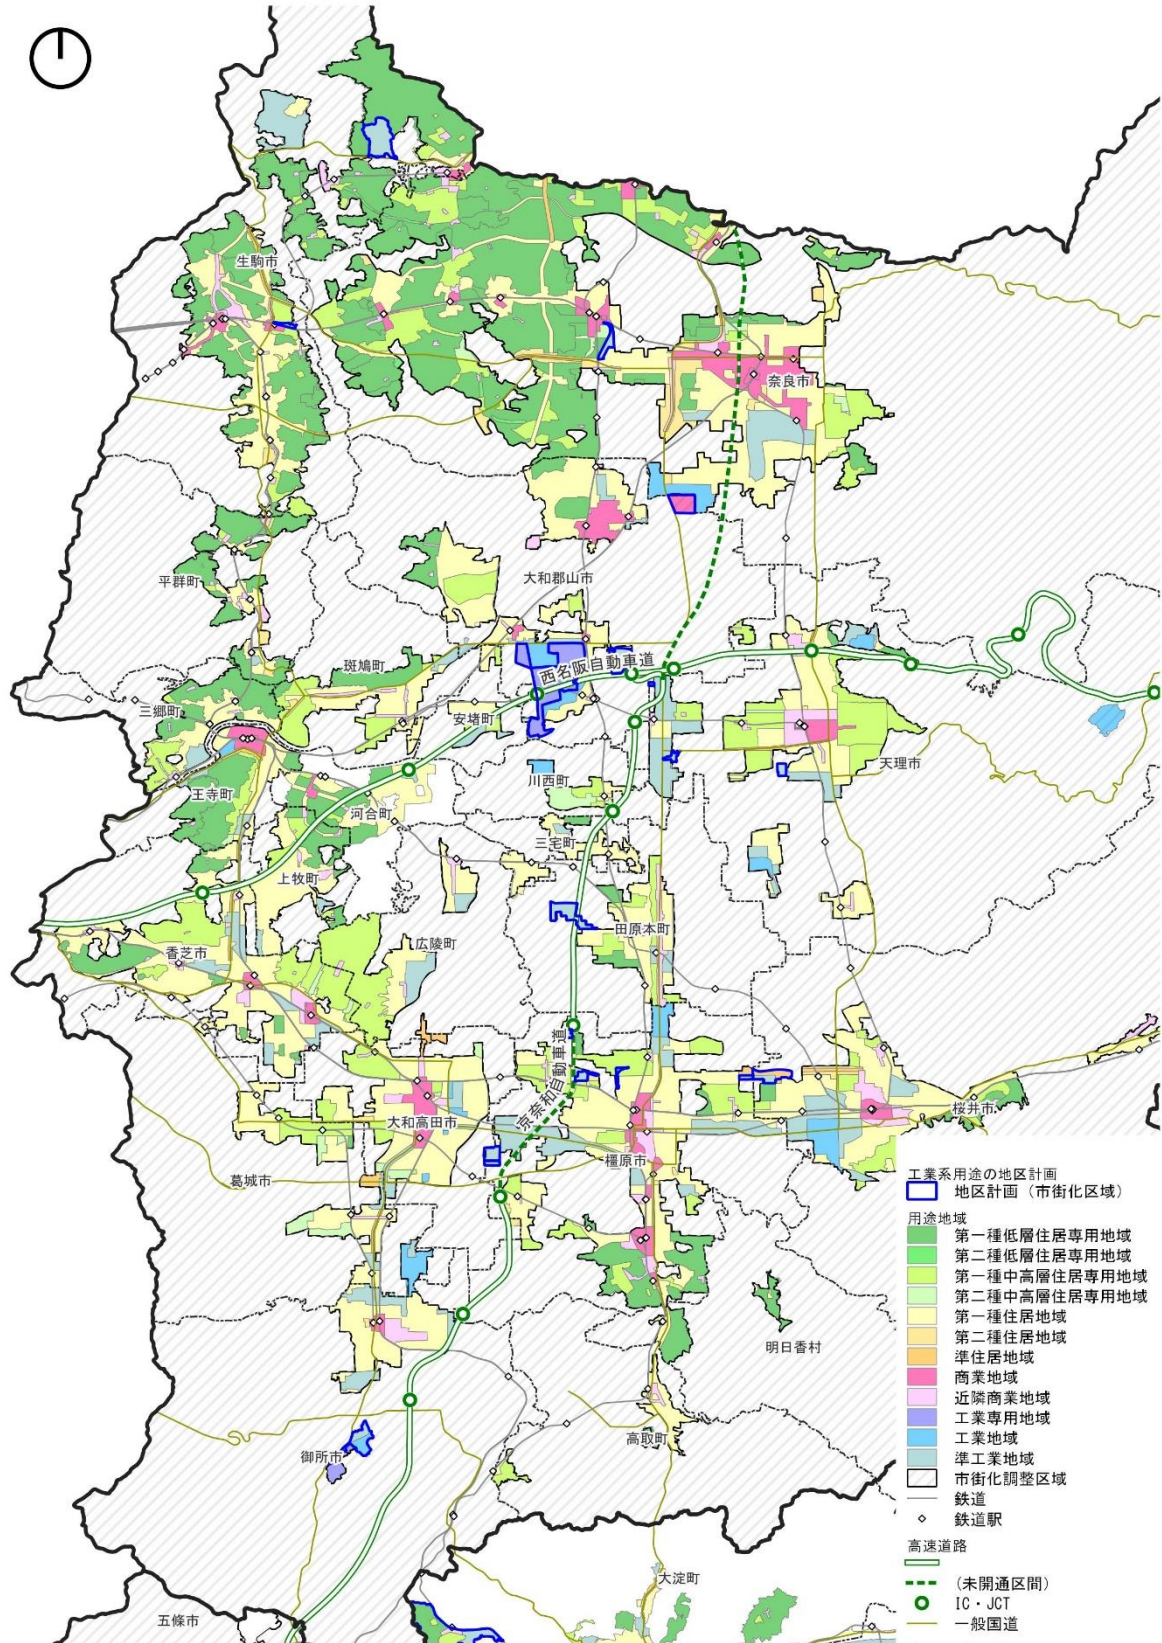 生駒市
奈良市
大和郡山市
平群町
斑鳩町
西名阪自動車道
三郷町
安堵町
川西町
天理市
王寺町
河合町
三宅町
上牧町
田原本町
広陵町
香芝市
京奈和自動車道
大和高田市
桜井市
橿原市
葛城市
明日香村
高取町
御所市
大淀町
五條市
工業系用途の地区計画
地区計画（市街化区域）
用途地域
第一種低層住居専用地域
第二種低層住居専用地域
第一種中高層住居専用地域
第二種中高層住居専用地域
第一種住居地域
第二種住居地域
準住居地域
商業地域
近隣商業地域
工業専用地域
工業地域
準工業地域
市街化調整区域
鉄道
鉄道駅
高速道路
(未開通区間)
IC・JCT
一般国道